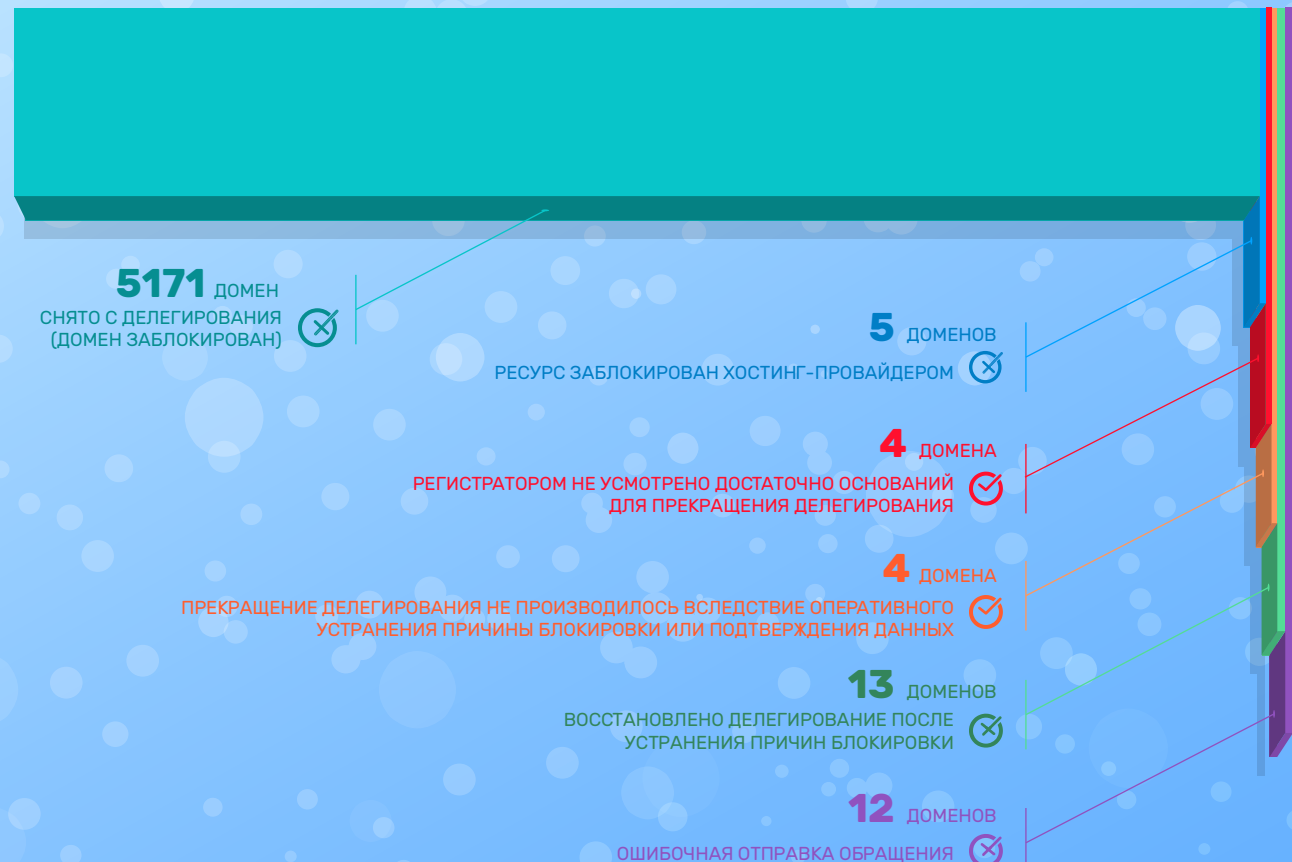 5171 ДОМЕН
СНЯТО С ДЕЛЕГИРОВАНИЯ
(ДОМЕН ЗАБЛОКИРОВАН)
5 ДОМЕНОВ
РЕСУРС ЗАБЛОКИРОВАН ХОСТИНГ-ПРОВАЙДЕРОМ
4 ДОМЕНА
РЕГИСТРАТОРОМ НЕ УСМОТРЕНО ДОСТАТОЧНО ОСНОВАНИЙ
ДЛЯ ПРЕКРАЩЕНИЯ ДЕЛЕГИРОВАНИЯ
4 ДОМЕНА
ПРЕКРАЩЕНИЕ ДЕЛЕГИРОВАНИЯ НЕ ПРОИЗВОДИЛОСЬ ВСЛЕДСТВИЕ ОПЕРАТИВНОГО
УСТРАНЕНИЯ ПРИЧИНЫ БЛОКИРОВКИ ИЛИ ПОДТВЕРЖДЕНИЯ ДАННЫХ
13 ДОМЕНОВ
ВОССТАНОВЛЕНО ДЕЛЕГИРОВАНИЕ ПОСЛЕ
УСТРАНЕНИЯ ПРИЧИН БЛОКИРОВКИ
12 ДОМЕНОВ
ОШИБОЧНАЯ ОТПРАВКА ОБРАЩЕНИЯ